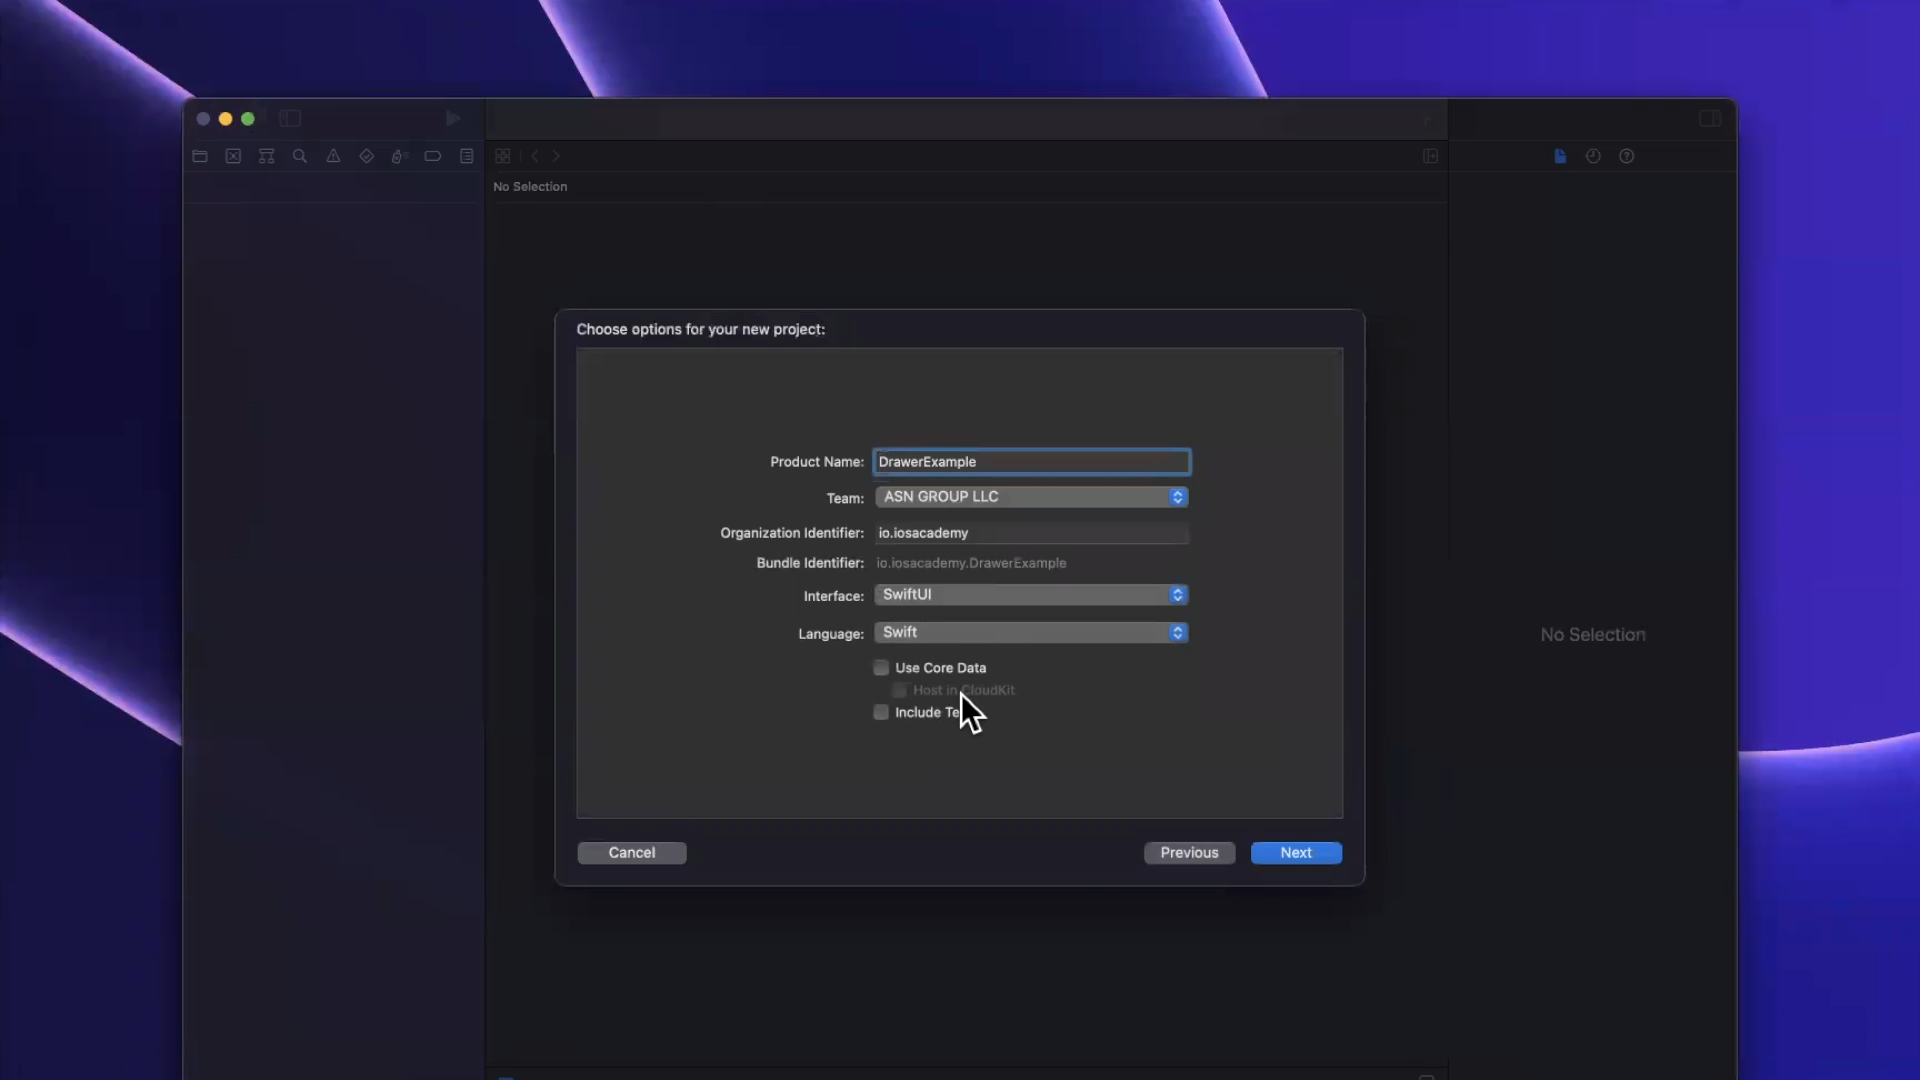 No Selection
Choose options for your new project:
Product Name: DrawerExample
Team: ASN GROUP LLC
Organization Identifier: io.iosacademy
Bundle Identifier: io.iosacademy.DrawerExample
Interface: SwiftUI
Language: Swift
Use Core Data
Host in CloudKit
Include Te
No Selection
Cancel
Previous
Next